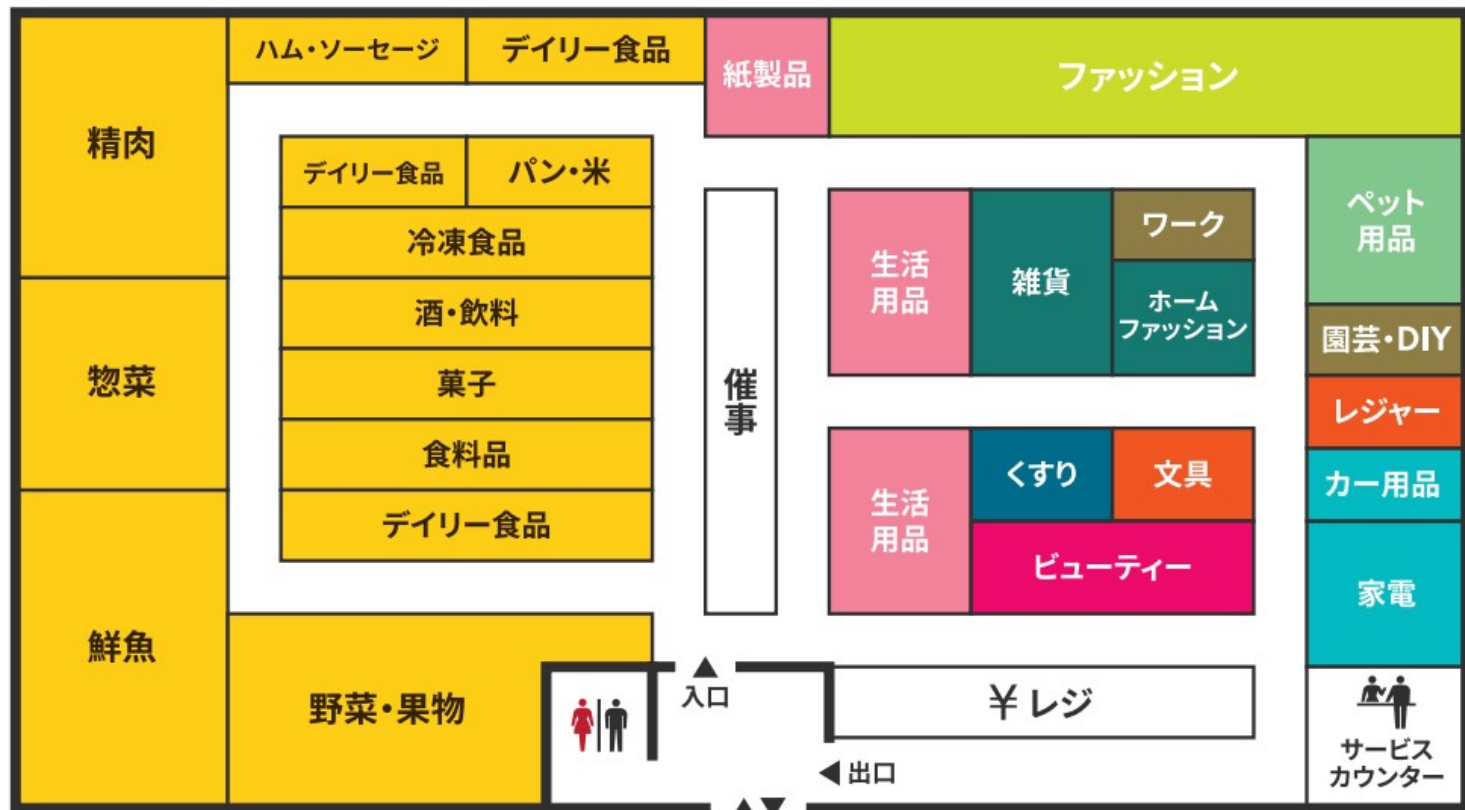 ハム・ソーセージ
デイリー食品
紙製品
ファッション
精肉
デイリー食品
パン・米
ペット
用品
冷凍食品
生活
用品
雑貨
ワーク
ホーム
ファッション
酒・飲料
園芸・DIY
惣菜
菓子
催
事
レジャー
食料品
くすり
文具
カー用品
デイリー食品
生活
用品
ビューティー
家電
鮮魚
野菜・果物
入口
¥レジ
出口
サービス
カウンター